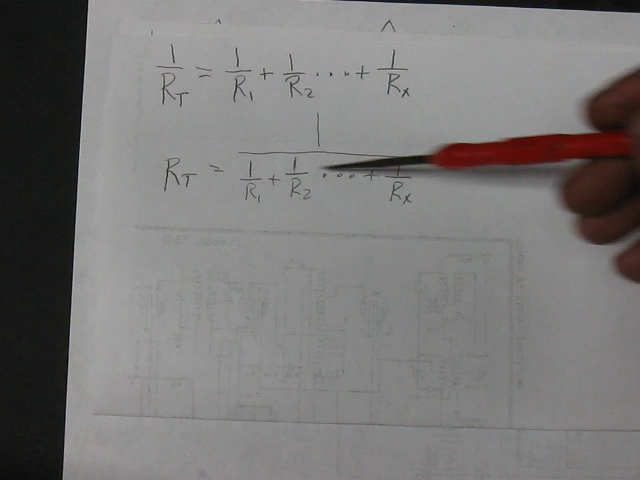 1/R_T = 1/R_1 + 1/R_2 ... + 1/R_x
R_T = 1/(1/R_1 + 1/R_2 ... + 1/R_x)